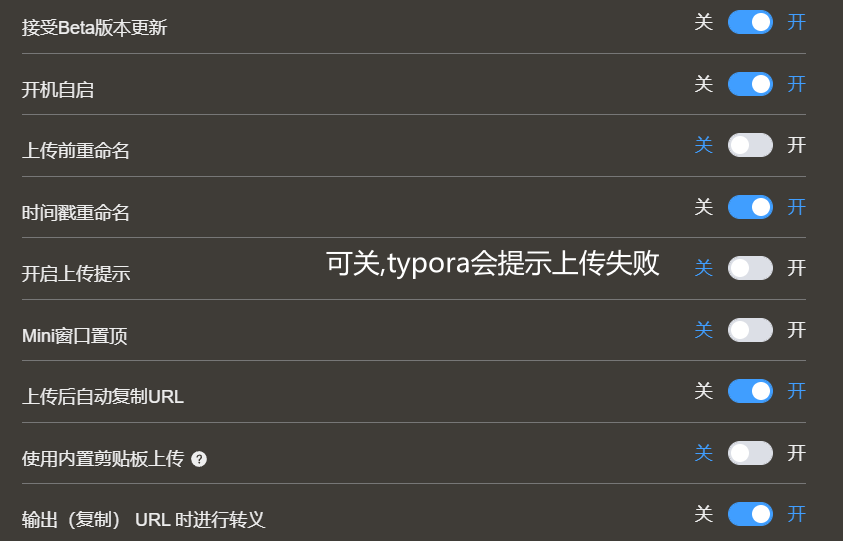 接受Beta版本更新 关 开
开机自启 关 开
上传前重命名 关 开
时间戳重命名 关 开
开启上传提示 可关,typora会提示上传失败 关 开
Mini窗口置顶 关 开
上传后自动复制URL 关 开
使用内置剪贴板上传 ? 关 开
输出（复制） URL 时进行转义 关 开